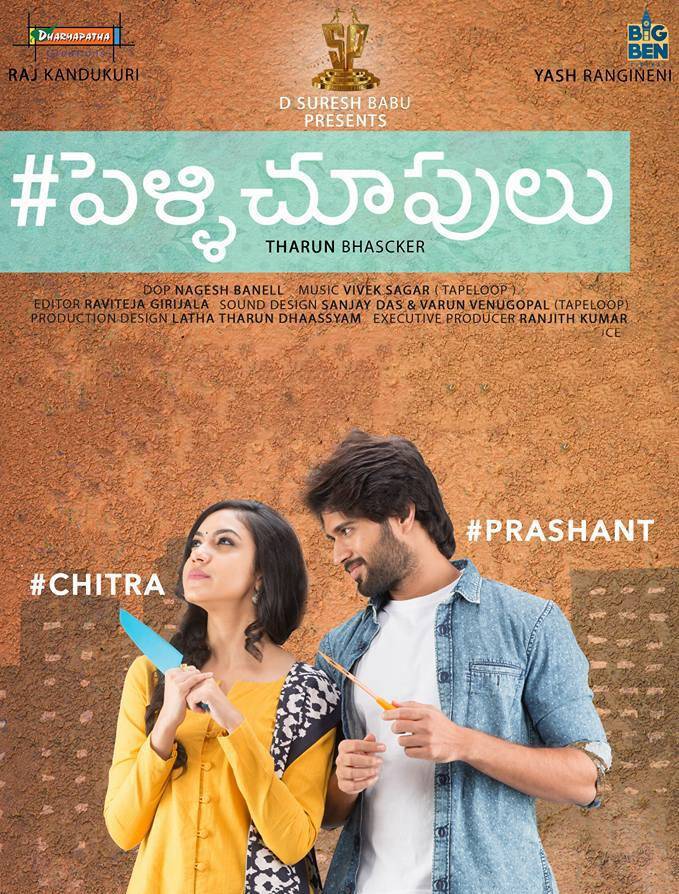 DHARMAPATHA
RAJ KANDUKURI
SP
D SURESH BABU
PRESENTS
BIG
BEN
YASH RANGINENI
#పెళ్ళిచూపులు
THARUN BHASCKER
DOP NAGESH BANELL MUSIC VIVEK SAGAR ( TAPELOOP )
EDITOR RAVITEJA GIRIJALA SOUND DESIGN SANJAY DAS & VARUN VENUGOPAL (TAPELOOP)
PRODUCTION DESIGN LATHA THARUN DHAASSYAM EXECUTIVE PRODUCER RANJITH KUMAR
ICE
#PRASHANT
#CHITRA